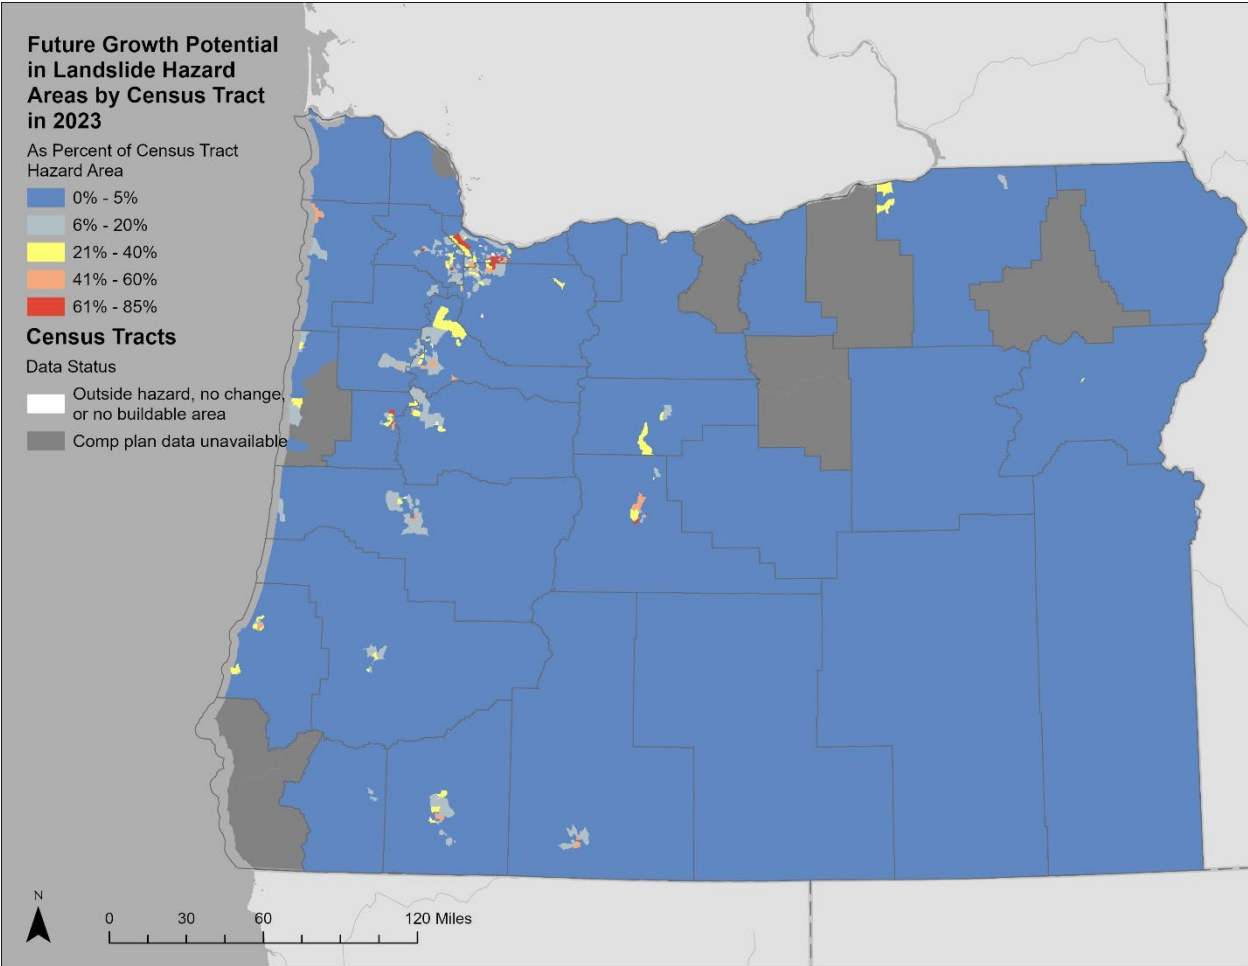 Future Growth Potential
in Landslide Hazard
Areas by Census Tract
in 2023
As Percent of Census Tract
Hazard Area
0% - 5%
6% - 20%
21% - 40%
41% - 60%
61% - 85%
Census Tracts
Data Status
Outside hazard, no change,
or no buildable area
Comp plan data unavailable
N
0 30 60 120 Miles